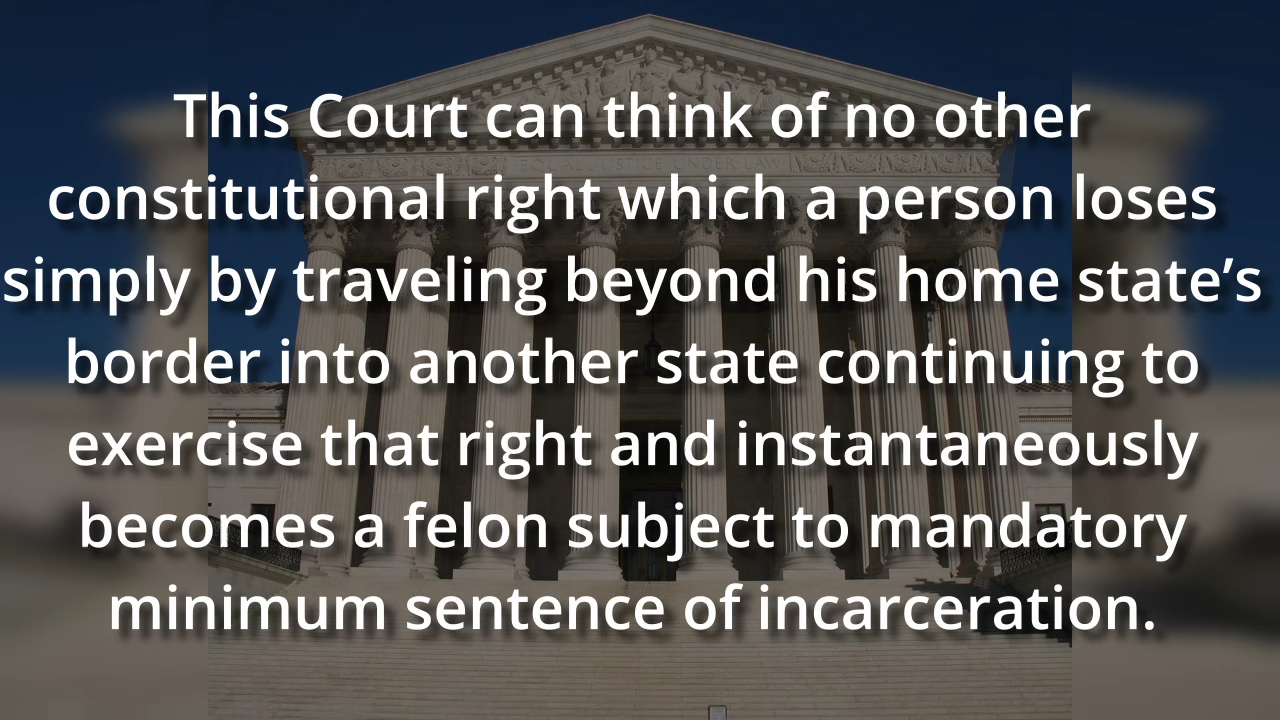 This Court can think of no other
constitutional right which a person loses
simply by traveling beyond his home state’s
border into another state continuing to
exercise that right and instantaneously
becomes a felon subject to mandatory
minimum sentence of incarceration.